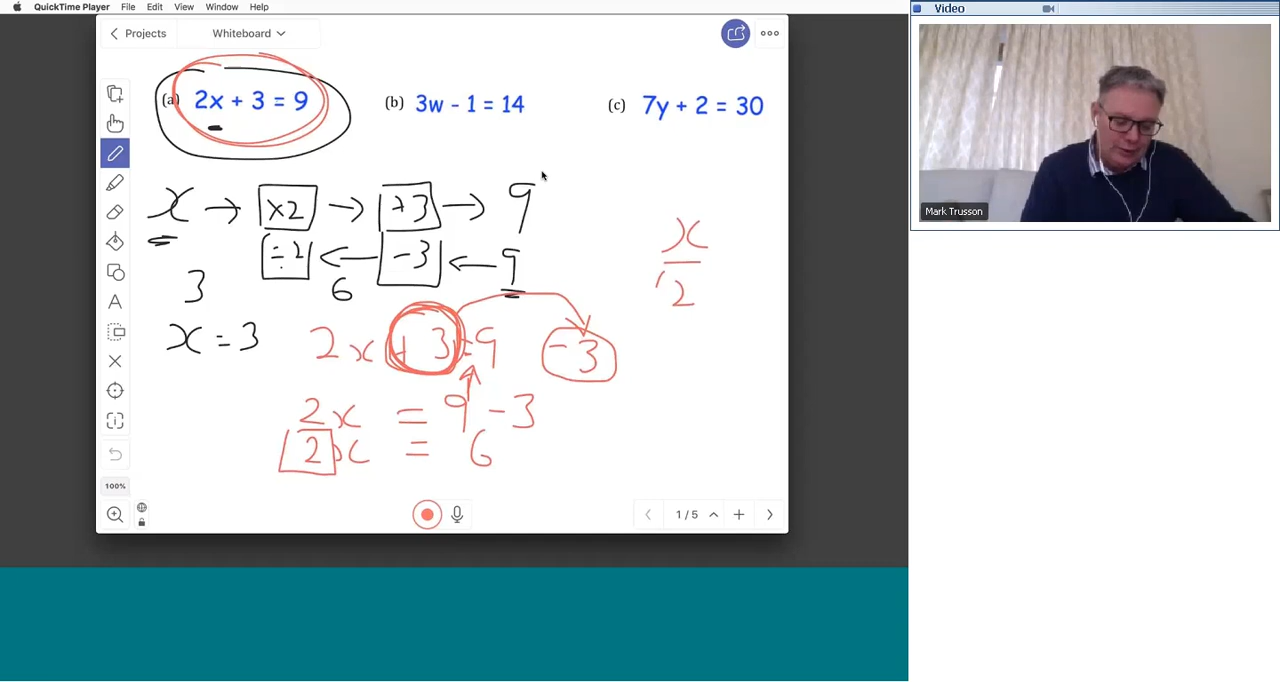 QuickTime Player File Edit View Window Help
Video
Projects
Whiteboard
(a) 2x + 3 = 9
(b) 3w - 1 = 14
(c) 7y + 2 = 30
x → ×2 → +3 → 9
÷2 ← -3 ← 9
3
6
x = 3
2x + 3 = 9
-3
2x = 9 - 3
2x = 6
x
2
100%
1 / 5
Mark Trusson